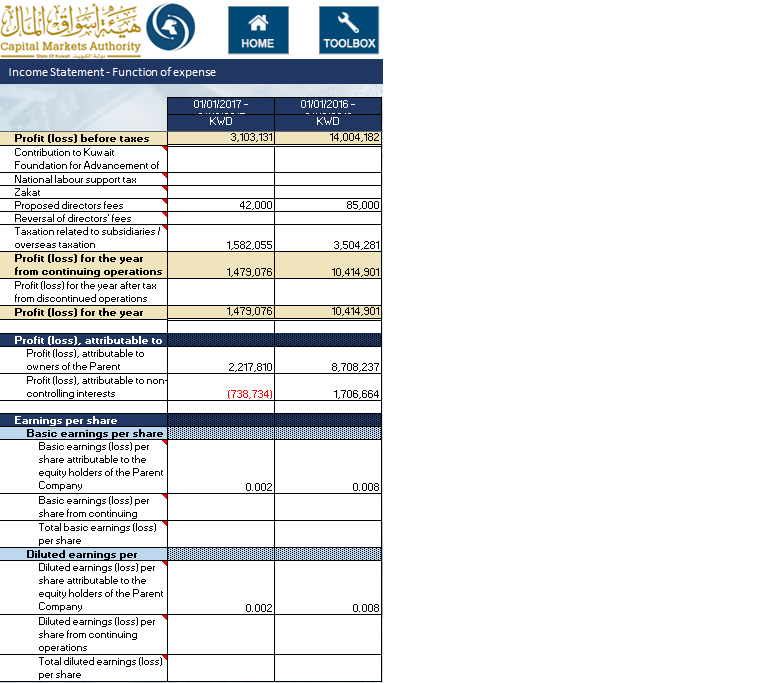 هيئة أسواق المال
Capital Markets Authority
State Of Kuwait دولة الكويت
HOME
TOOLBOX
Income Statement - Function of expense
01/01/2017 - 01/01/2016 -
KWD KWD
Profit (loss) before taxes 3,103,131 14,004,182
Contribution to Kuwait
Foundation for Advancement of
National labour support tax
Zakat
Proposed directors fees 42,000 85,000
Reversal of directors' fees
Taxation related to subsidiaries /
overseas taxation 1,582,055 3,504,281
Profit (loss) for the year
from continuing operations 1,479,076 10,414,901
Profit (loss) for the year after tax
from discontinued operations
Profit (loss) for the year 1,479,076 10,414,901
Profit (loss), attributable to
Profit (loss), attributable to
owners of the Parent 2,217,810 8,708,237
Profit (loss), attributable to non-
controlling interests (738,734) 1,706,664
Earnings per share
Basic earnings per share
Basic earnings (loss) per
share attributable to the
equity holders of the Parent
Company 0.002 0.008
Basic earnings (loss) per
share from continuing
Total basic earnings (loss)
per share
Diluted earnings per
Diluted earnings (loss) per
share attributable to the
equity holders of the Parent
Company 0.002 0.008
Diluted earnings (loss) per
share from continuing
operations
Total diluted earnings (loss)
per share